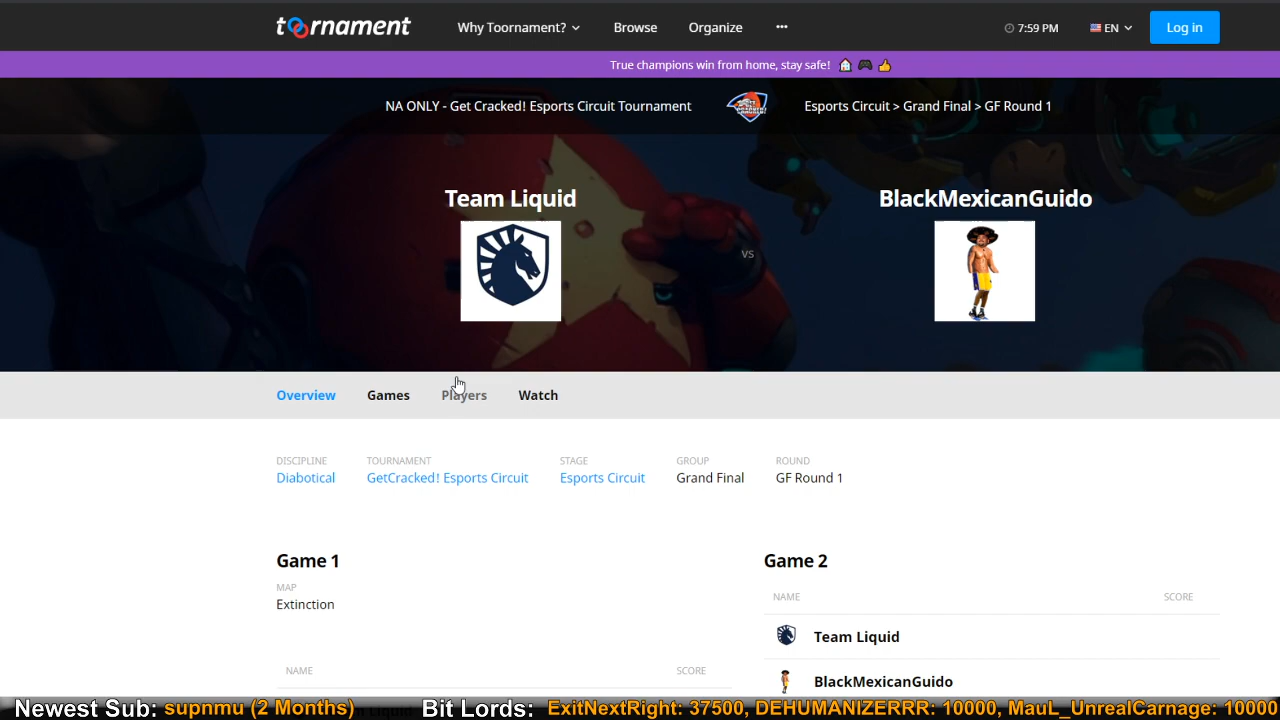 toornament Why Toornament? Browse Organize ••• 7:59 PM EN Log in
True champions win from home, stay safe!
NA ONLY - Get Cracked! Esports Circuit Tournament Esports Circuit > Grand Final > GF Round 1
Team Liquid BlackMexicanGuido
VS
Overview Games Players Watch
DISCIPLINE TOURNAMENT STAGE GROUP ROUND
Diabotical GetCracked! Esports Circuit Esports Circuit Grand Final GF Round 1
Game 1 Game 2
MAP
Extinction
NAME SCORE
Team Liquid
NAME SCORE
BlackMexicanGuido
Newest Sub: supnmu (2 Months) Bit Lords: ExitNextRight: 37500, DEHUMANIZERRR: 10000, MauL_UnrealCarnage: 10000